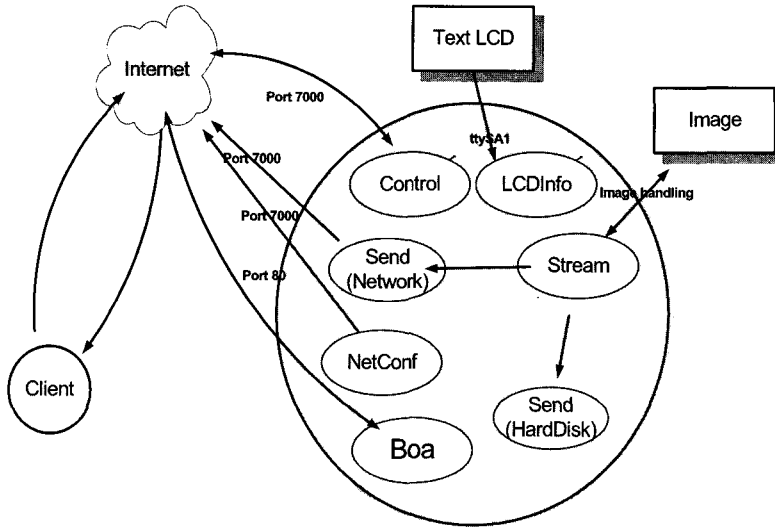 Text LCD
Internet
Port 7000
Image
ttySA1
Port 7000
Control
LCDInfo
Image handling
Port 7000
Send
(Network)
Stream
Port 80
NetConf
Client
Send
(HardDisk)
Boa